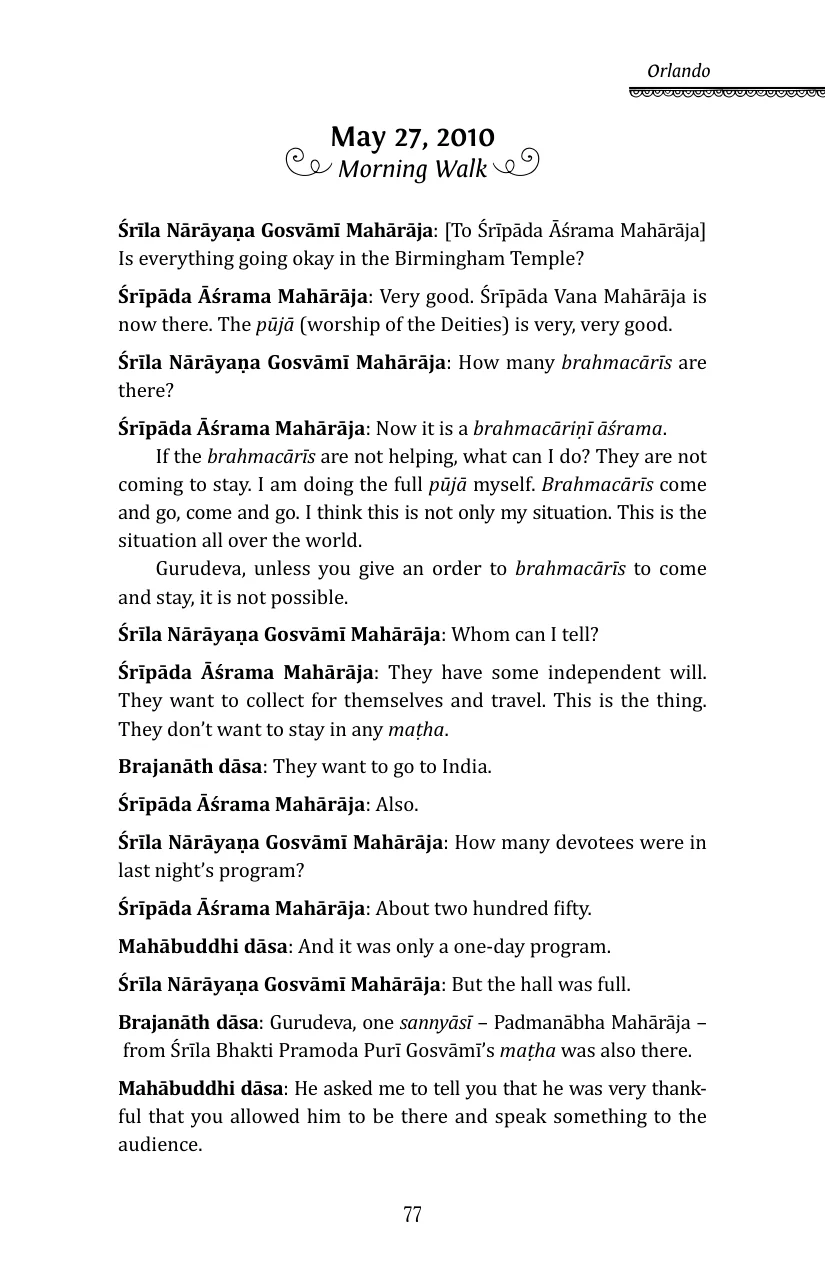 Orlando
May 27, 2010
Morning Walk
Śrīla Nārāyaṇa Gosvāmī Mahārāja: [To Śrīpāda Āśrama Mahārāja]
Is everything going okay in the Birmingham Temple?
Śrīpāda Āśrama Mahārāja: Very good. Śrīpāda Vana Mahārāja is
now there. The pūjā (worship of the Deities) is very, very good.
Śrīla Nārāyaṇa Gosvāmī Mahārāja: How many brahmacārīs are
there?
Śrīpāda Āśrama Mahārāja: Now it is a brahmacāriṇī āśrama.
If the brahmacārīs are not helping, what can I do? They are not
coming to stay. I am doing the full pūjā myself. Brahmacārīs come
and go, come and go. I think this is not only my situation. This is the
situation all over the world.
Gurudeva, unless you give an order to brahmacārīs to come
and stay, it is not possible.
Śrīla Nārāyaṇa Gosvāmī Mahārāja: Whom can I tell?
Śrīpāda Āśrama Mahārāja: They have some independent will.
They want to collect for themselves and travel. This is the thing.
They don’t want to stay in any maṭha.
Brajanāth dāsa: They want to go to India.
Śrīpāda Āśrama Mahārāja: Also.
Śrīla Nārāyaṇa Gosvāmī Mahārāja: How many devotees were in
last night’s program?
Śrīpāda Āśrama Mahārāja: About two hundred fifty.
Mahābuddhi dāsa: And it was only a one-day program.
Śrīla Nārāyaṇa Gosvāmī Mahārāja: But the hall was full.
Brajanāth dāsa: Gurudeva, one sannyāsī – Padmanābha Mahārāja –
from Śrīla Bhakti Pramoda Purī Gosvāmī’s maṭha was also there.
Mahābuddhi dāsa: He asked me to tell you that he was very thank-
ful that you allowed him to be there and speak something to the
audience.
77